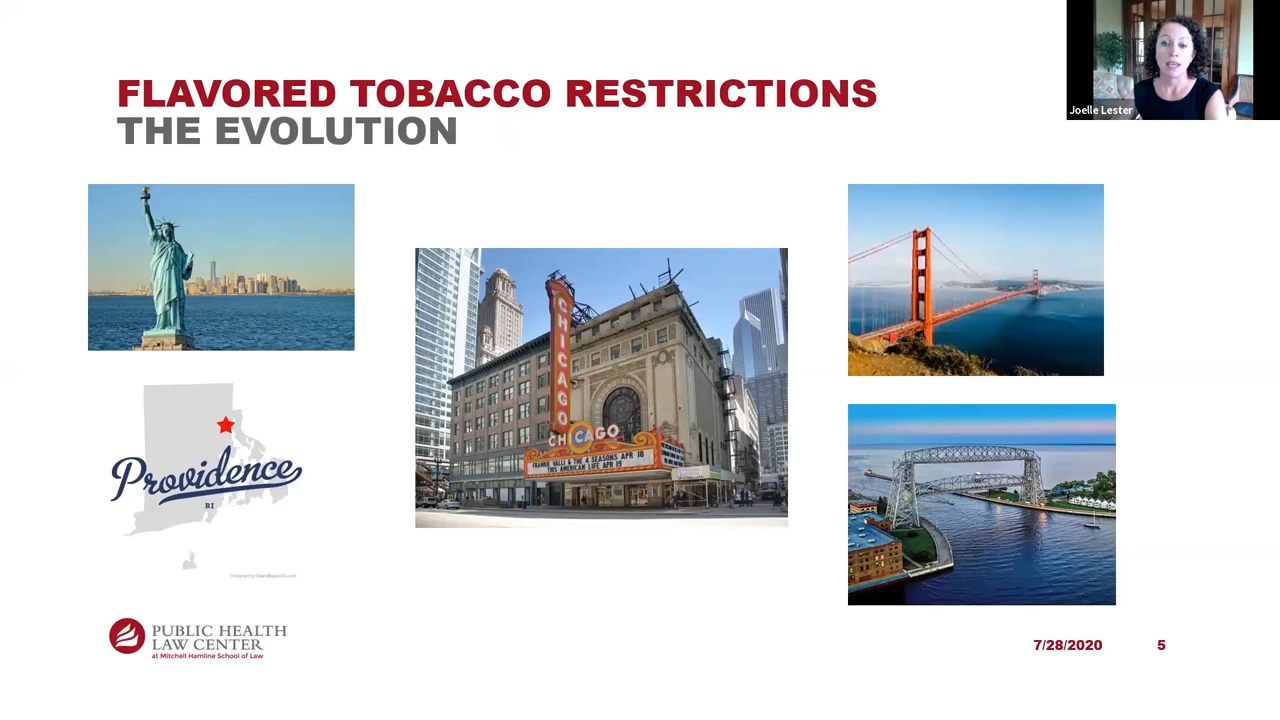 FLAVORED TOBACCO RESTRICTIONS
THE EVOLUTION
Joelle Lester
CHICAGO
CHICAGO
FRANKIE VALLI & THE 4 SEASONS APR 18
THIS AMERICAN LIFE APR 19
Providence
RI
PUBLIC HEALTH
LAW CENTER
at Mitchell Hamline School of Law
7/28/2020
5